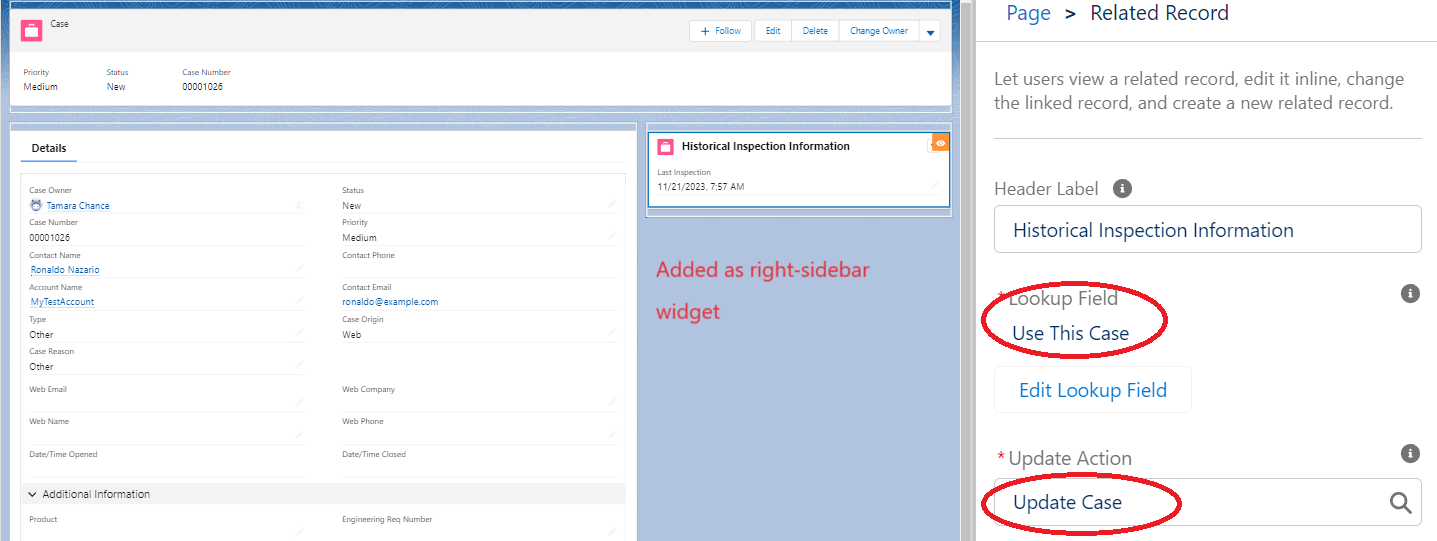 Case
+ Follow
Edit
Delete
Change Owner
Priority
Medium
Status
New
Case Number
00001026
Details
Case Owner
Tamara Chance
Status
New
Case Number
00001026
Priority
Medium
Contact Name
Ronaldo Nazario
Contact Phone
Account Name
MyTestAccount
Contact Email
ronaldo@example.com
Type
Other
Case Origin
Web
Case Reason
Other
Web Email
Web Company
Web Name
Web Phone
Date/Time Opened
Date/Time Closed
Additional Information
Product
Engineering Req Number
Historical Inspection Information
Last Inspection
11/21/2023, 7:57 AM
Added as right-sidebar
widget
Page > Related Record
Let users view a related record, edit it inline, change
the linked record, and create a new related record.
Header Label
Historical Inspection Information
*Lookup Field
Use This Case
Edit Lookup Field
*Update Action
Update Case